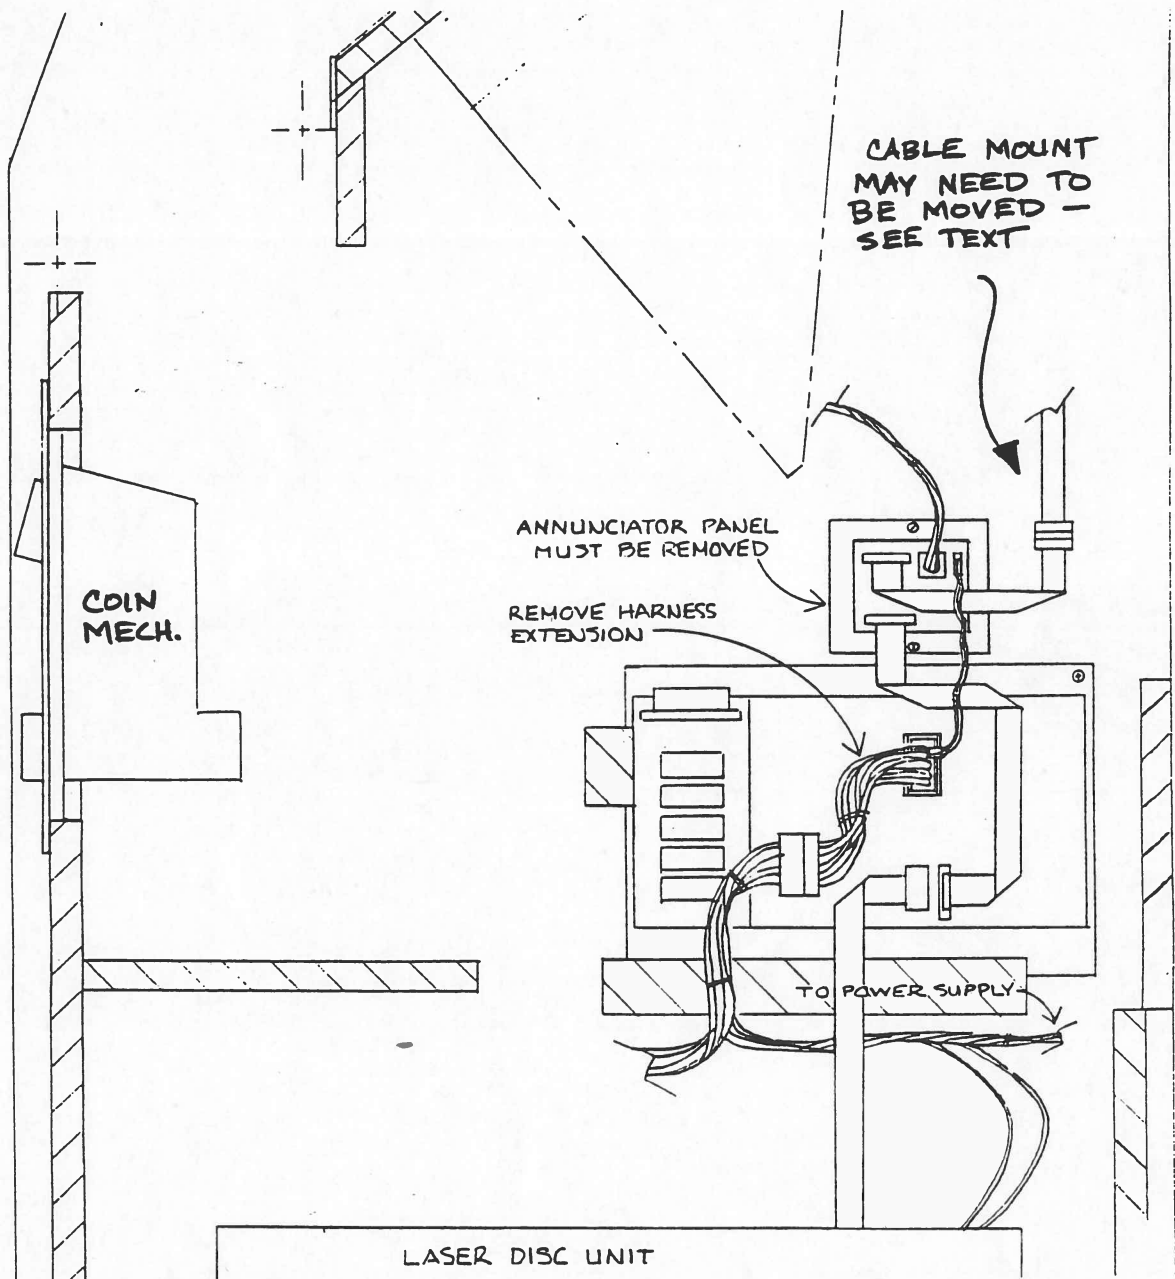 CABLE MOUNT
MAY NEED TO
BE MOVED —
SEE TEXT
ANNUNCIATOR PANEL
MUST BE REMOVED
REMOVE HARNESS
EXTENSION
COIN
MECH.
TO POWER SUPPLY
LASER DISC UNIT